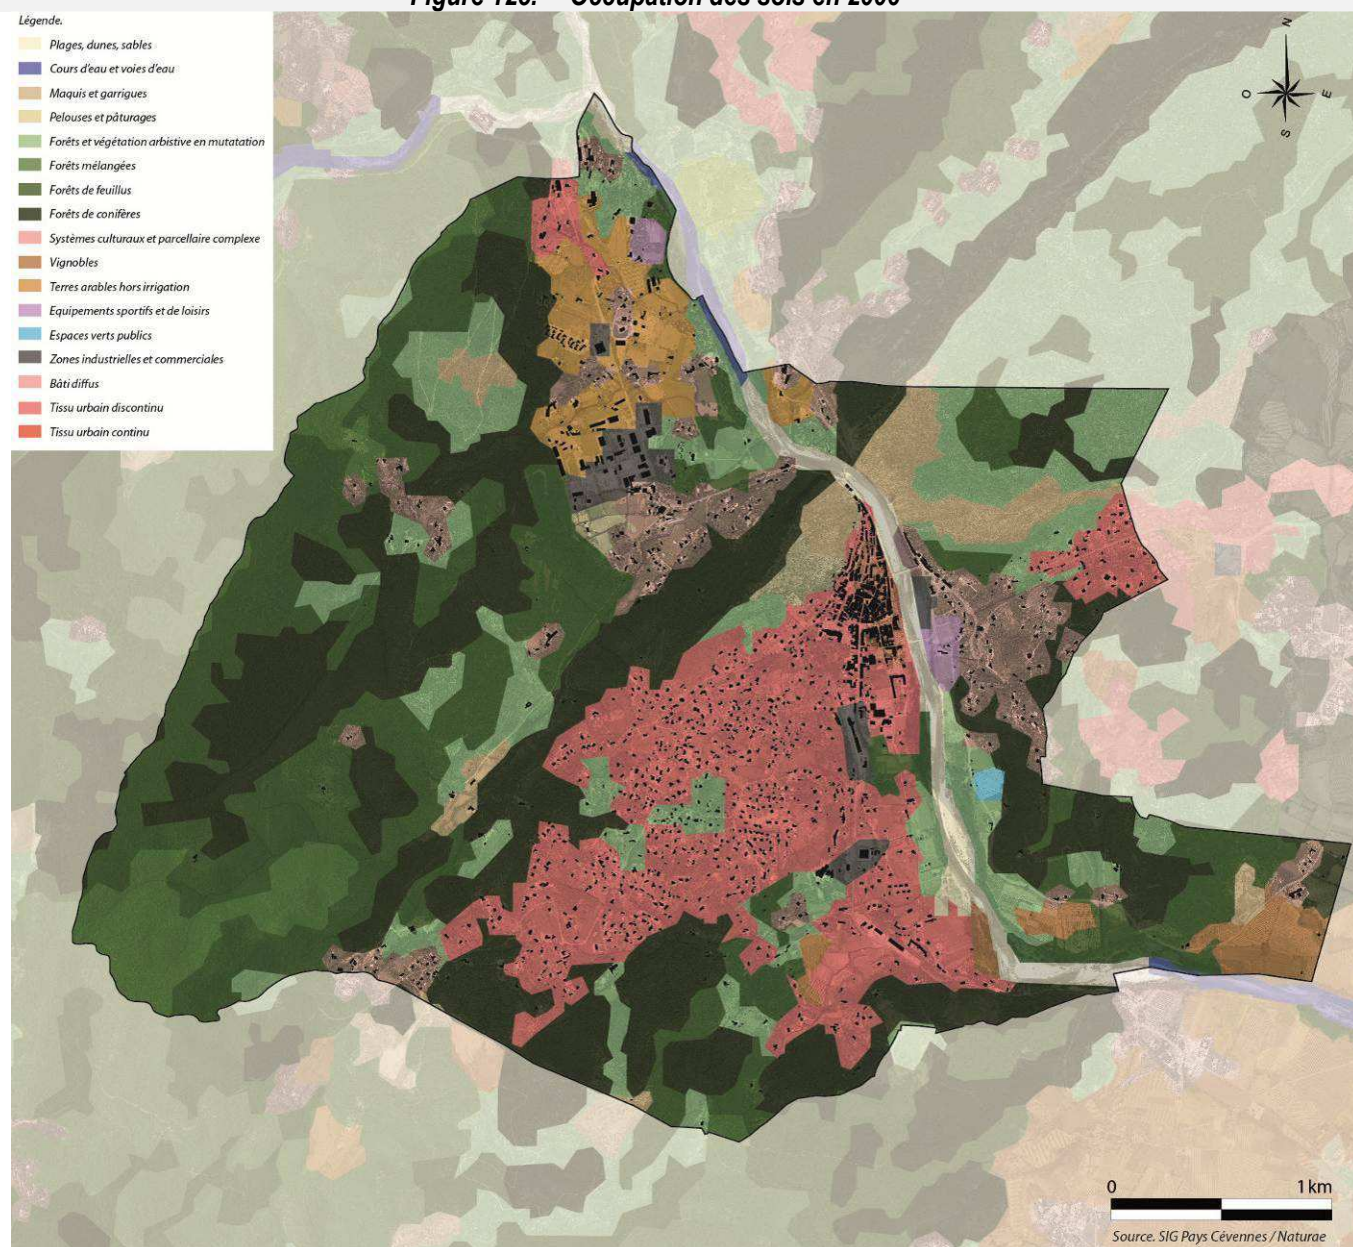 Légende.
Plages, dunes, sables
Cours d'eau et voies d'eau
Maquis et garrigues
Pelouses et pâturages
Forêts et végétation arbistive en mutatation
Forêts mélangées
Forêts de feuillus
Forêts de conifères
Systèmes culturaux et parcellaire complexe
Vignobles
Terres arables hors irrigation
Equipements sportifs et de loisirs
Espaces verts publics
Zones industrielles et commerciales
Bâti diffus
Tissu urbain discontinu
Tissu urbain continu
N
O
E
S
0 1 km
Source. SIG Pays Cévennes / Naturae